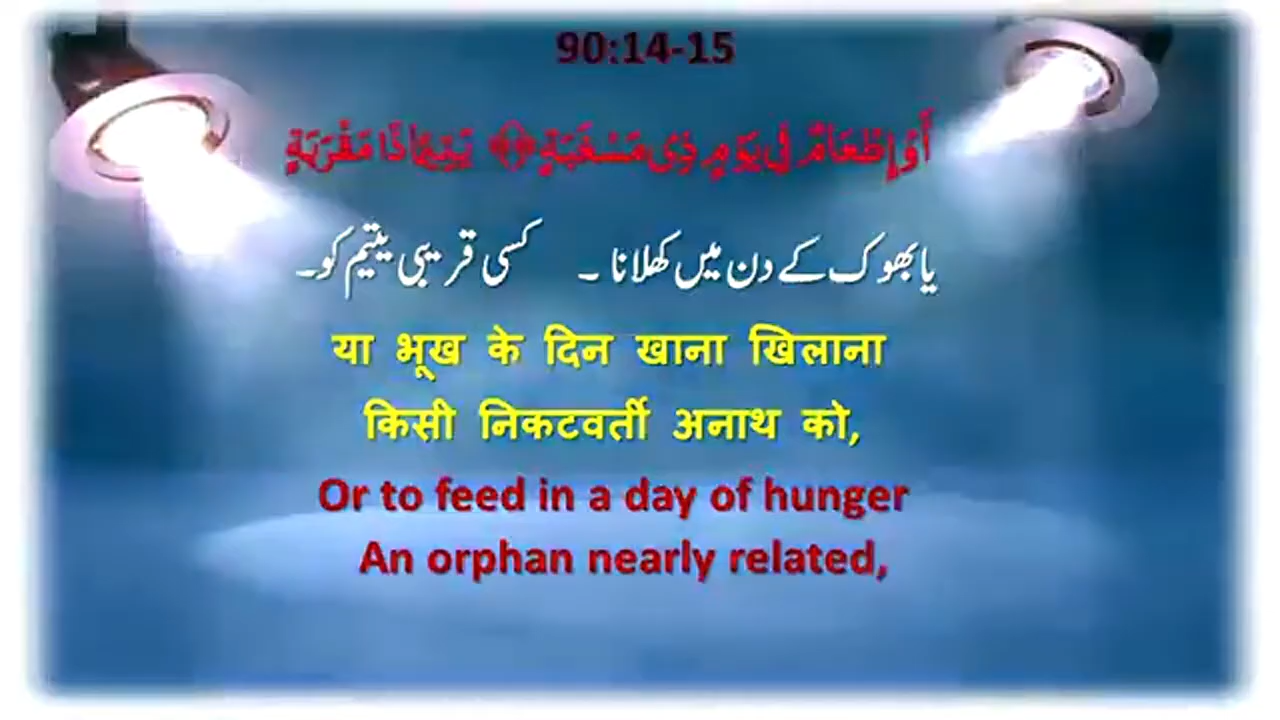 90:14-15
أَوْ إِطْعَامٌ فِي يَوْمٍ ذِي مَسْغَبَةٍ ﴿١٤﴾ يَتِيمًا ذَا مَقْرَبَةٍ
یا بھوک کے دن میں کھلانا ۔ کسی قریبی یتیم کو۔
या भूख के दिन खाना खिलाना
किसी निकटवर्ती अनाथ को,
Or to feed in a day of hunger
An orphan nearly related,